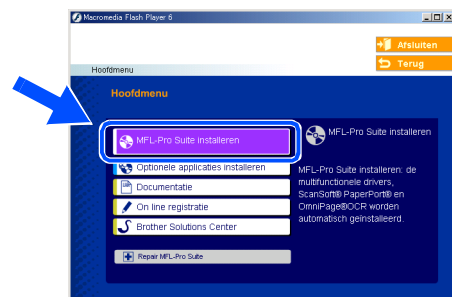 Macromedia Flash Player 6
Afsluiten
Terug
Hoofdmenu
Hoofdmenu
MFL-Pro Suite installeren
Optionele applicaties installeren
Documentatie
On line registratie
Brother Solutions Center
Repair MFL-Pro Suite
MFL-Pro Suite installeren
MFL-Pro Suite installeren: de
multifunctionele drivers,
ScanSoft® PaperPort® en
OmniPage®OCR worden
automatisch geïnstalleerd.